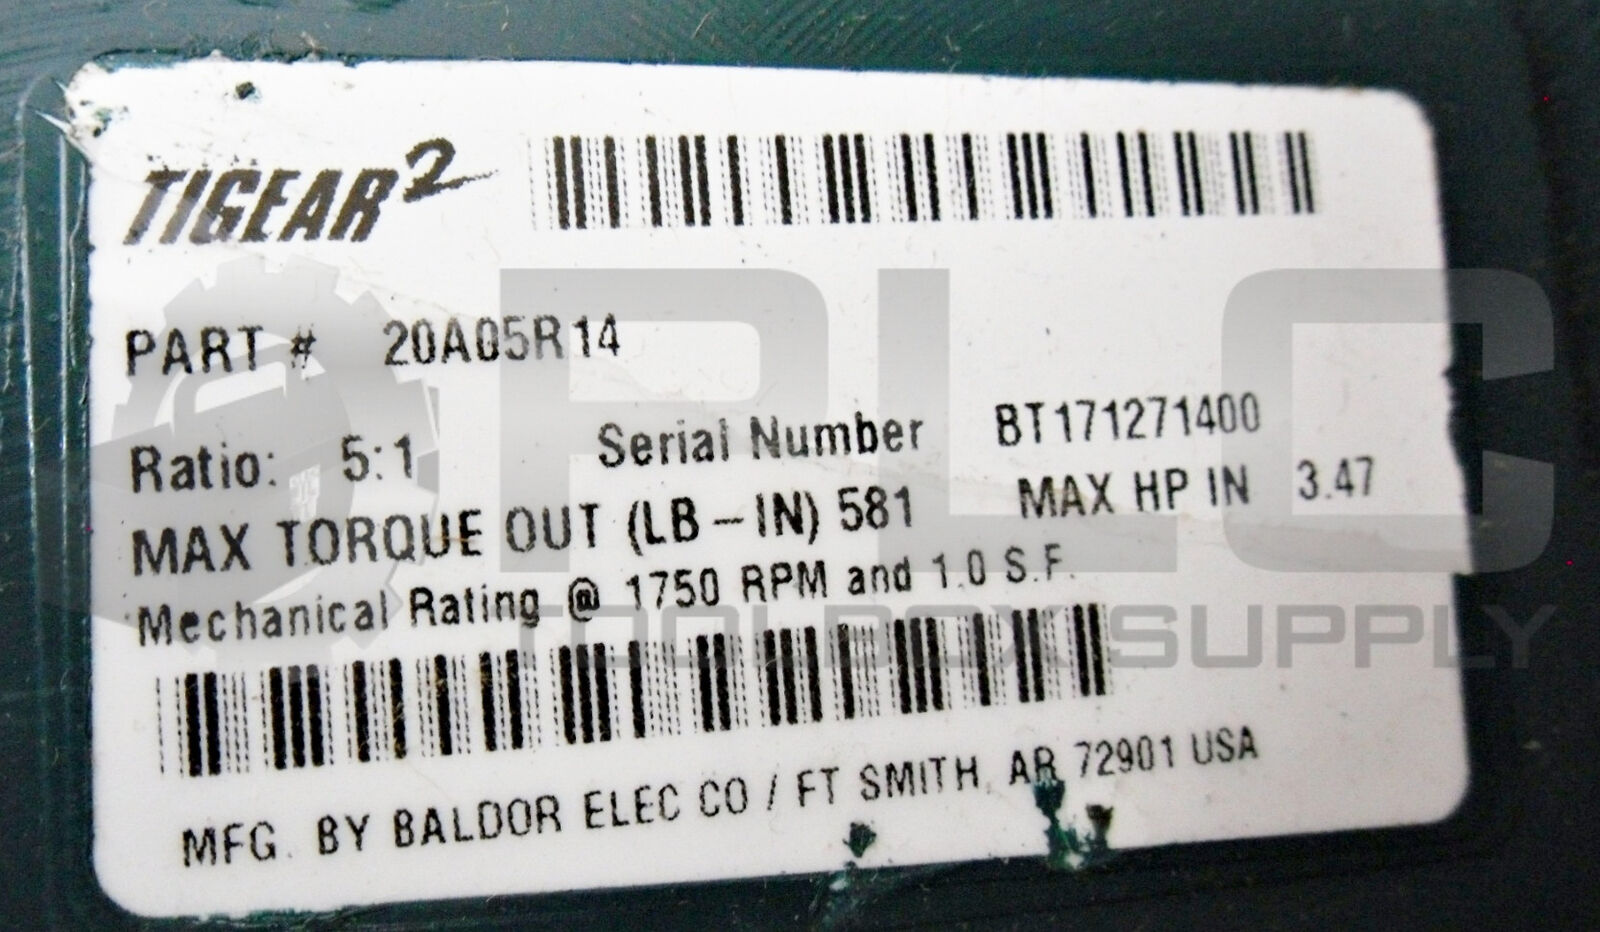 TIGEAR2
PART # 20A05R14
Ratio: 5:1 Serial Number BT171271400
MAX TORQUE OUT (LB-IN) 581 MAX HP IN 3.47
Mechanical Rating @ 1750 RPM and 1.0 S.F.
MFG. BY BALDOR ELEC CO / FT SMITH, AR 72901 USA
PLC
TOOLBOX SUPPLY